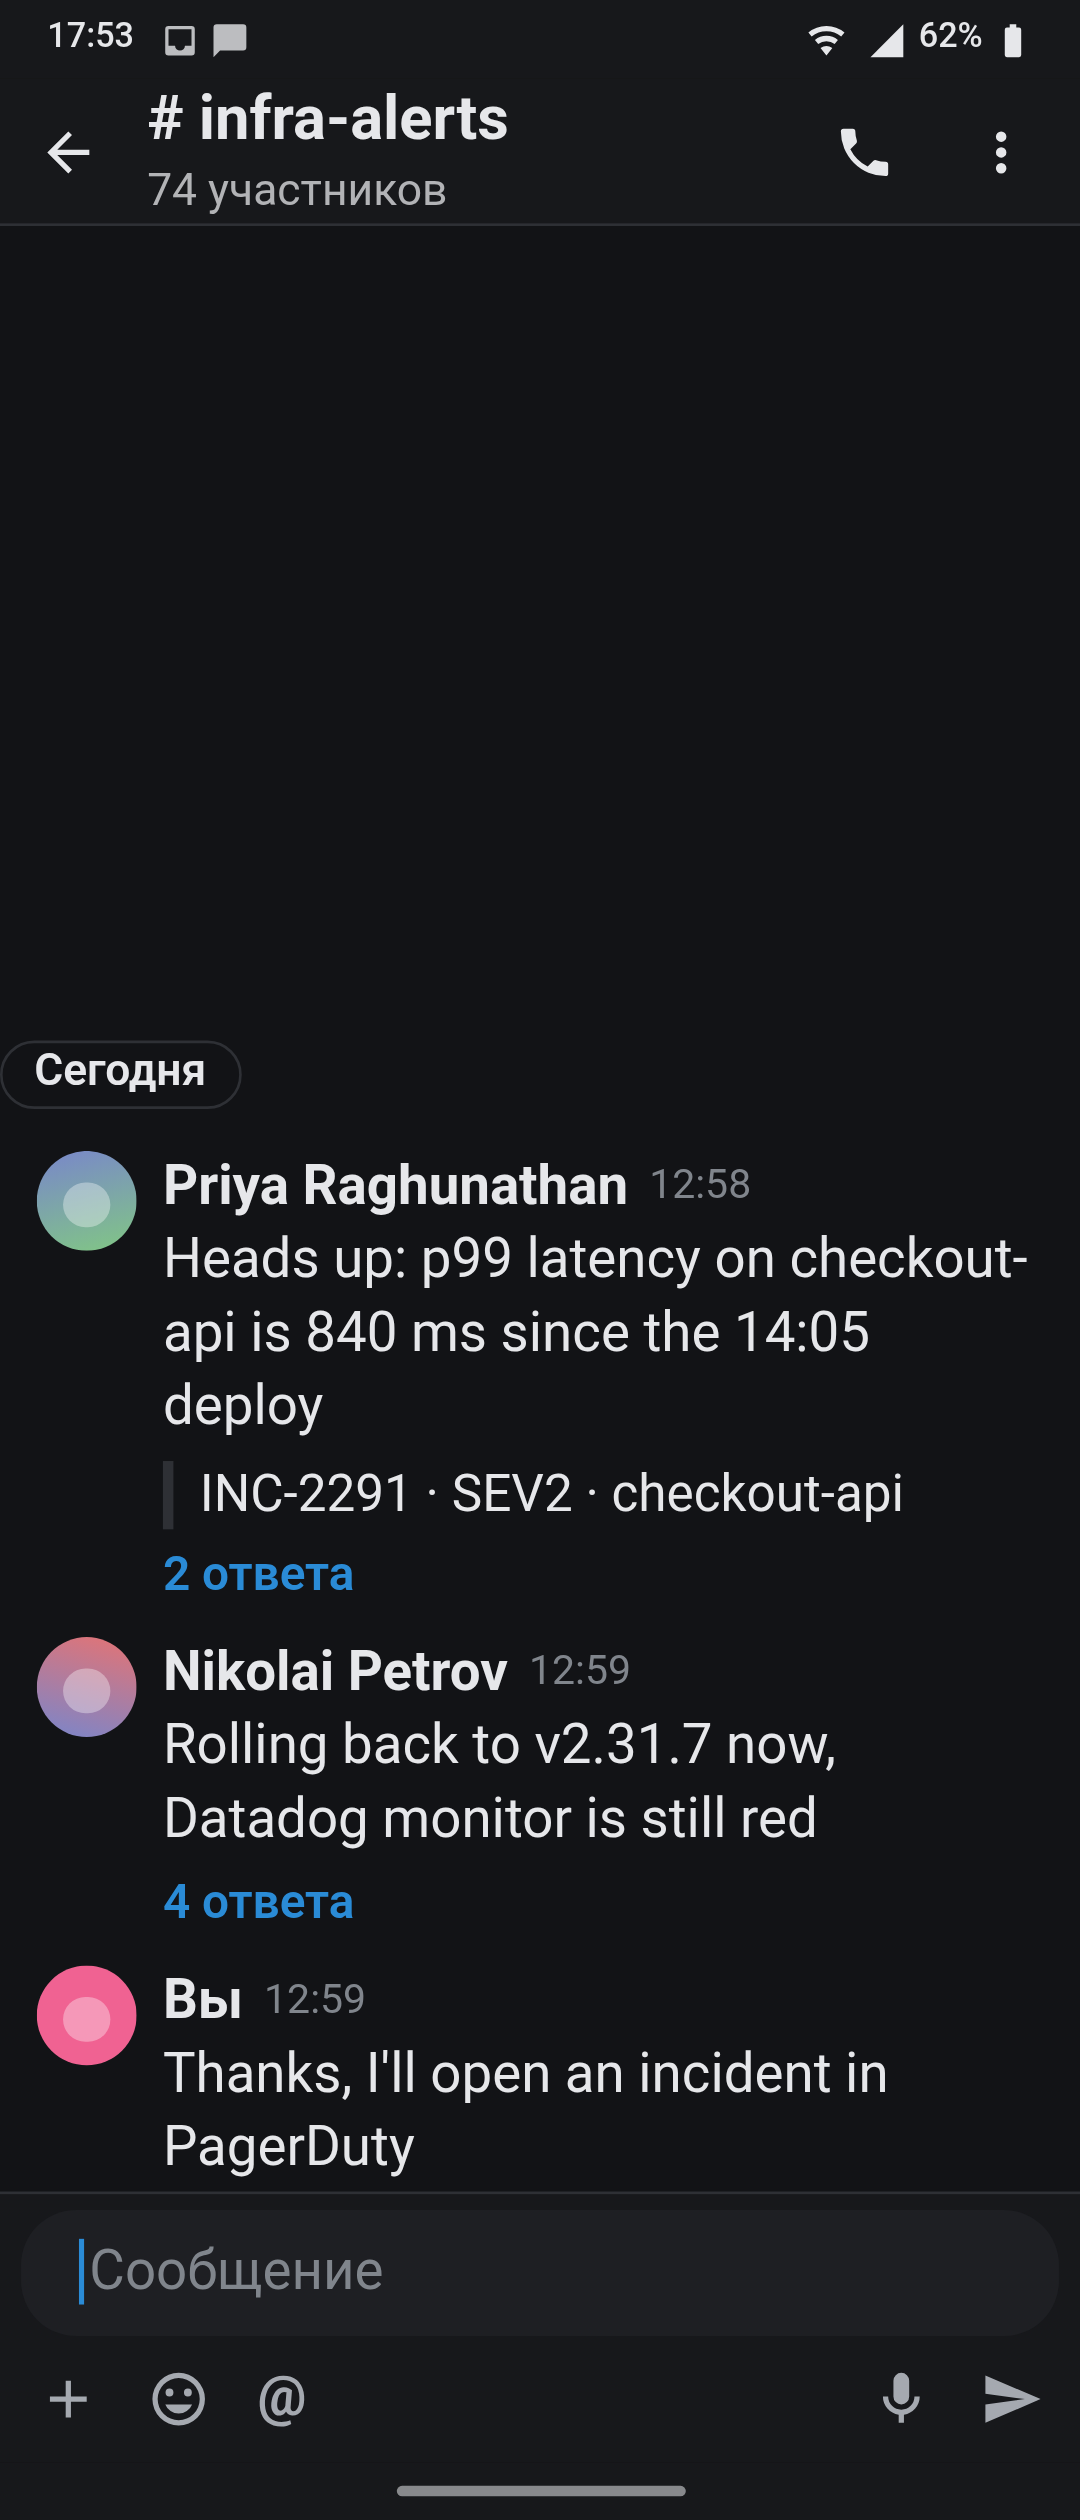 17:53
62%
# infra-alerts
74 участников
Сегодня
Priya Raghunathan 12:58
Heads up: p99 latency on checkout-
api is 840 ms since the 14:05
deploy
INC-2291 · SEV2 · checkout-api
2 ответа
Nikolai Petrov 12:59
Rolling back to v2.31.7 now,
Datadog monitor is still red
4 ответа
Вы 12:59
Thanks, I'll open an incident in
PagerDuty
Сообщение
@